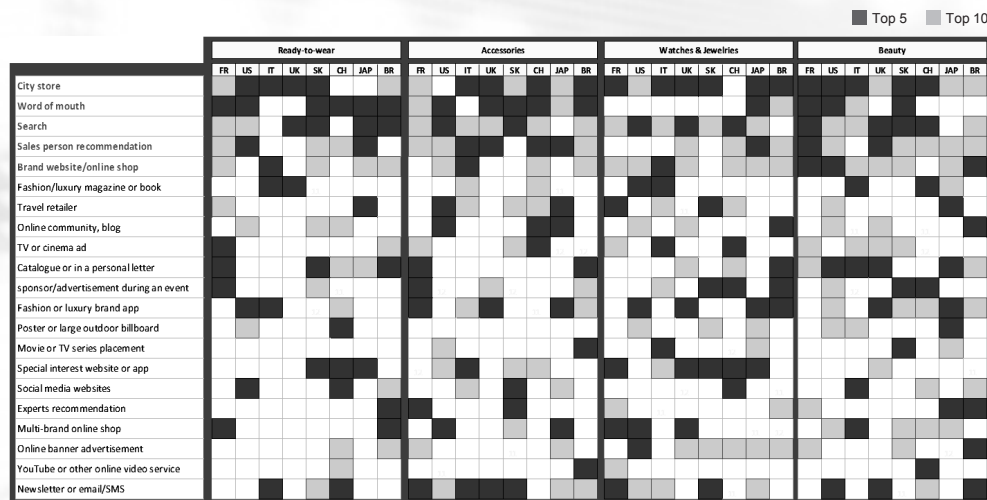 Top 5 Top 10
Ready-to-wear Accessories Watches & Jewelries Beauty
FR US IT UK SK CH JAP BR FR US IT UK SK CH JAP BR FR US IT UK SK CH JAP BR FR US IT UK SK CH JAP BR
City store
Word of mouth
Search
Sales person recommendation
Brand website/online shop
Fashion/luxury magazine or book
Travel retailer
Online community, blog
TV or cinema ad
Catalogue or in a personal letter
sponsor/advertisement during an event
Fashion or luxury brand app
Poster or large outdoor billboard
Movie or TV series placement
Special interest website or app
Social media websites
Experts recommendation
Multi-brand online shop
Online banner advertisement
YouTube or other online video service
Newsletter or email/SMS